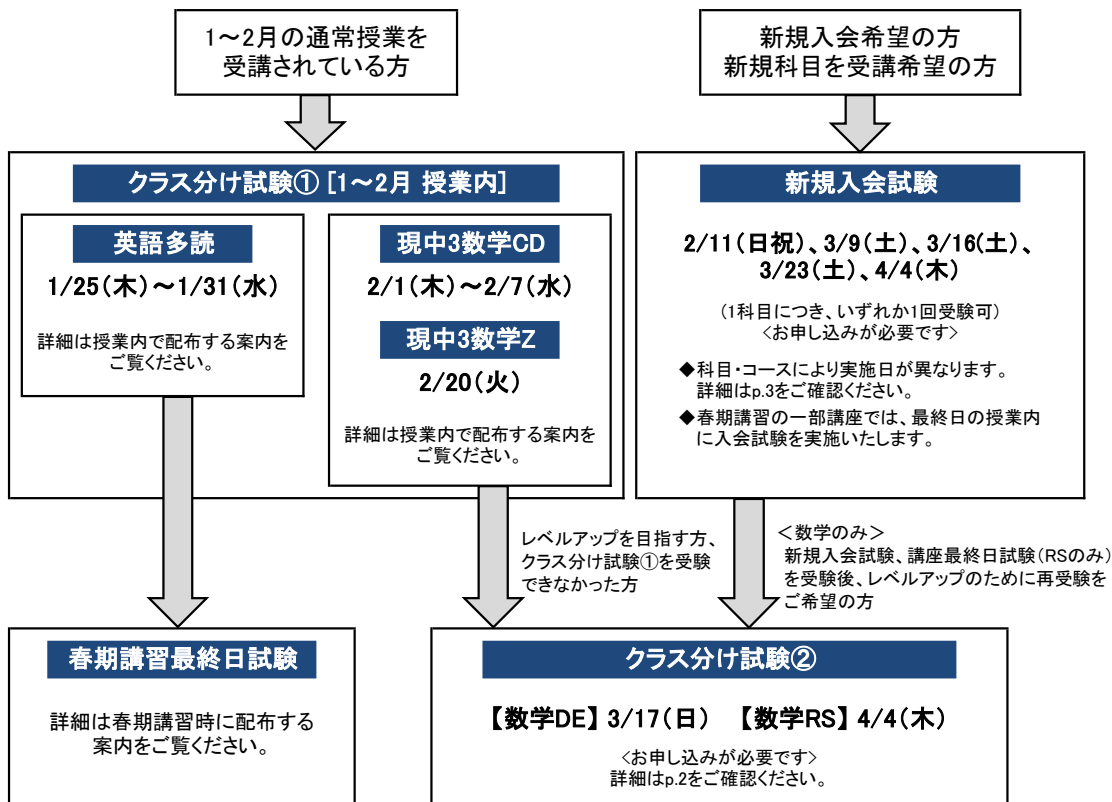 1～2月の通常授業を
受講されている方
新規入会希望の方
新規科目を受講希望の方
クラス分け試験① [1～2月 授業内]
英語多読
1/25(木)～1/31(水)
詳細は授業内で配布する案内を
ご覧ください。
現中3数学CD
2/1(木)～2/7(水)
現中3数学Z
2/20(火)
詳細は授業内で配布する案内を
ご覧ください。
新規入会試験
2/11(日祝)、3/9(土)、3/16(土)、
3/23(土)、4/4(木)
(1科目につき、いずれか1回受験可)
<お申し込みが必要です>
◆科目・コースにより実施日が異なります。
詳細はp.3をご確認ください。
◆春期講習の一部講座では、最終日の授業内
に入会試験を実施いたします。
レベルアップを目指す方、
クラス分け試験①を受験
できなかった方
＜数学のみ＞
新規入会試験、講座最終日試験(RSのみ)
を受験後、レベルアップのために再受験を
ご希望の方
春期講習最終日試験
詳細は春期講習時に配布する
案内をご覧ください。
クラス分け試験②
【数学DE】 3/17(日) 【数学RS】 4/4(木)
<お申し込みが必要です>
詳細はp.2をご確認ください。